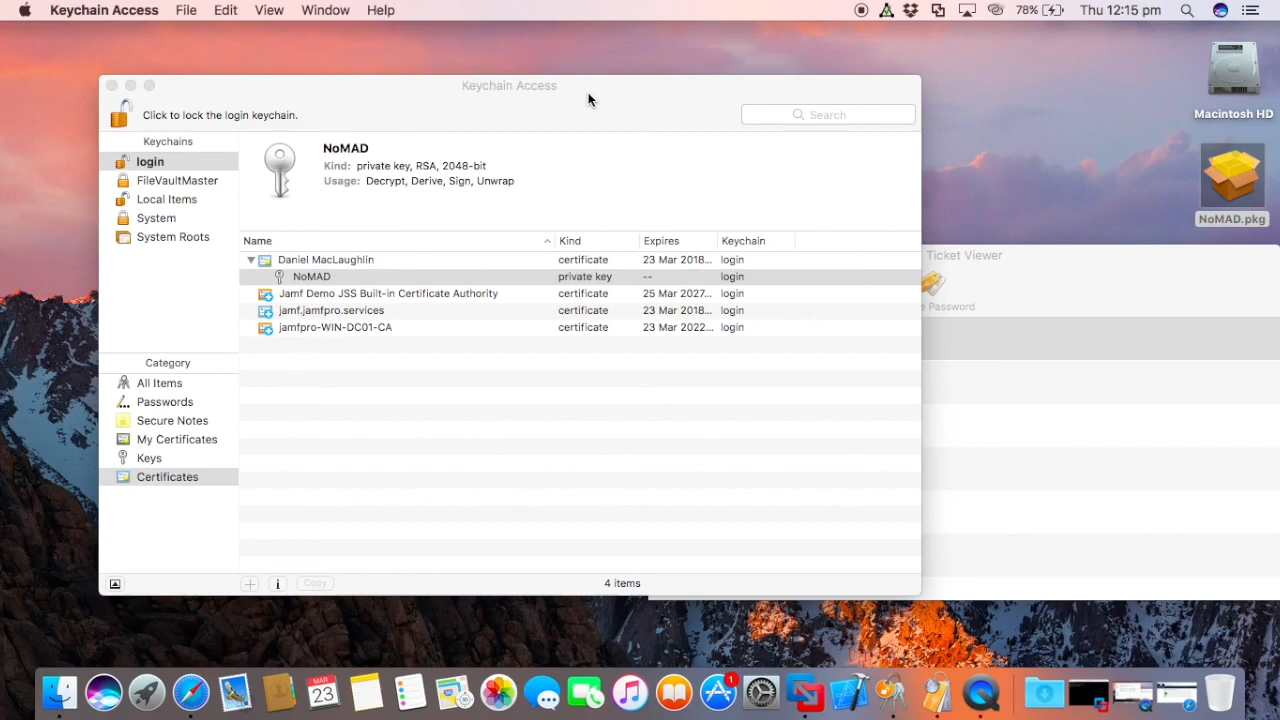 Keychain Access File Edit View Window Help 78% Thu 12:15 pm
Keychain Access
Click to lock the login keychain.
Search
Keychains
login
FileVaultMaster
Local Items
System
System Roots
NoMAD
Kind: private key, RSA, 2048-bit
Usage: Decrypt, Derive, Sign, Unwrap
Name Kind Expires Keychain
Daniel MacLaughlin certificate 23 Mar 2018... login
NoMAD private key -- login
Jamf Demo JSS Built-in Certificate Authority certificate 25 Mar 2027... login
jamf.jamfpro.services certificate 23 Mar 2018... login
jamfpro-WIN-DC01-CA certificate 23 Mar 2022... login
Category
All Items
Passwords
Secure Notes
My Certificates
Keys
Certificates
Copy
4 items
Macintosh HD
NoMAD.pkg
Ticket Viewer
e Password
MAR
23
1